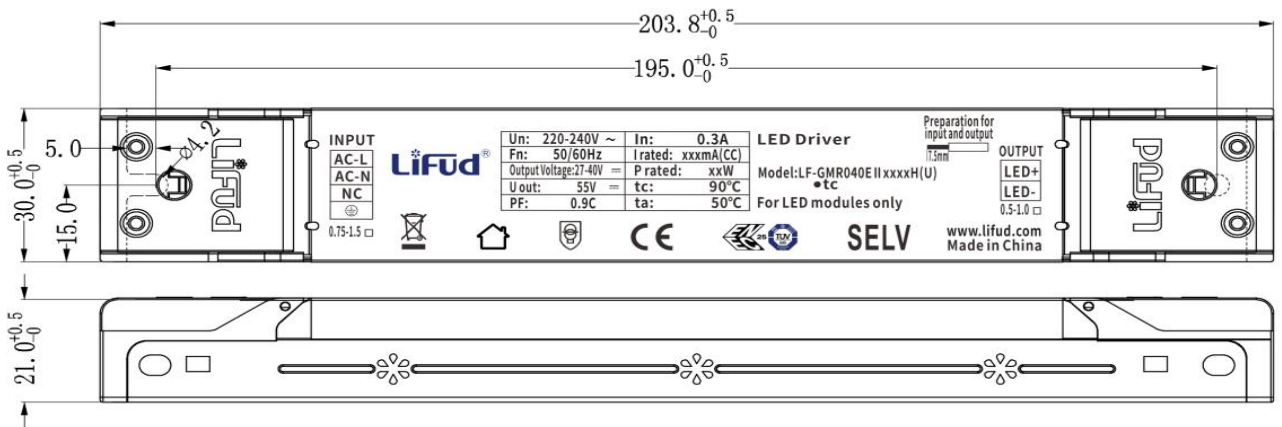 203.8+0.5-0
195.0+0.5-0
30.0+0.5-0
15.0
5.0
ø4.2
LiFud
INPUT
AC-L
AC-N
NC
0.75-1.5 □
LiFud®
Un: 220-240V ~ In: 0.3A
Fn: 50/60Hz I rated: xxxmA(CC)
Output Voltage:27-40V ⎓ P rated: xxW
U out: 55V ⎓ tc: 90℃
PF: 0.9C ta: 50℃
LED Driver
Model:LF-GMR040EⅡxxxxH(U)
•tc
For LED modules only
Preparation for
input and output
7.5mm
OUTPUT
LED+
LED-
0.5-1.0 □
CE
25
TÜV
SELV
www.lifud.com
Made in China
LiFud
21.0+0.5-0